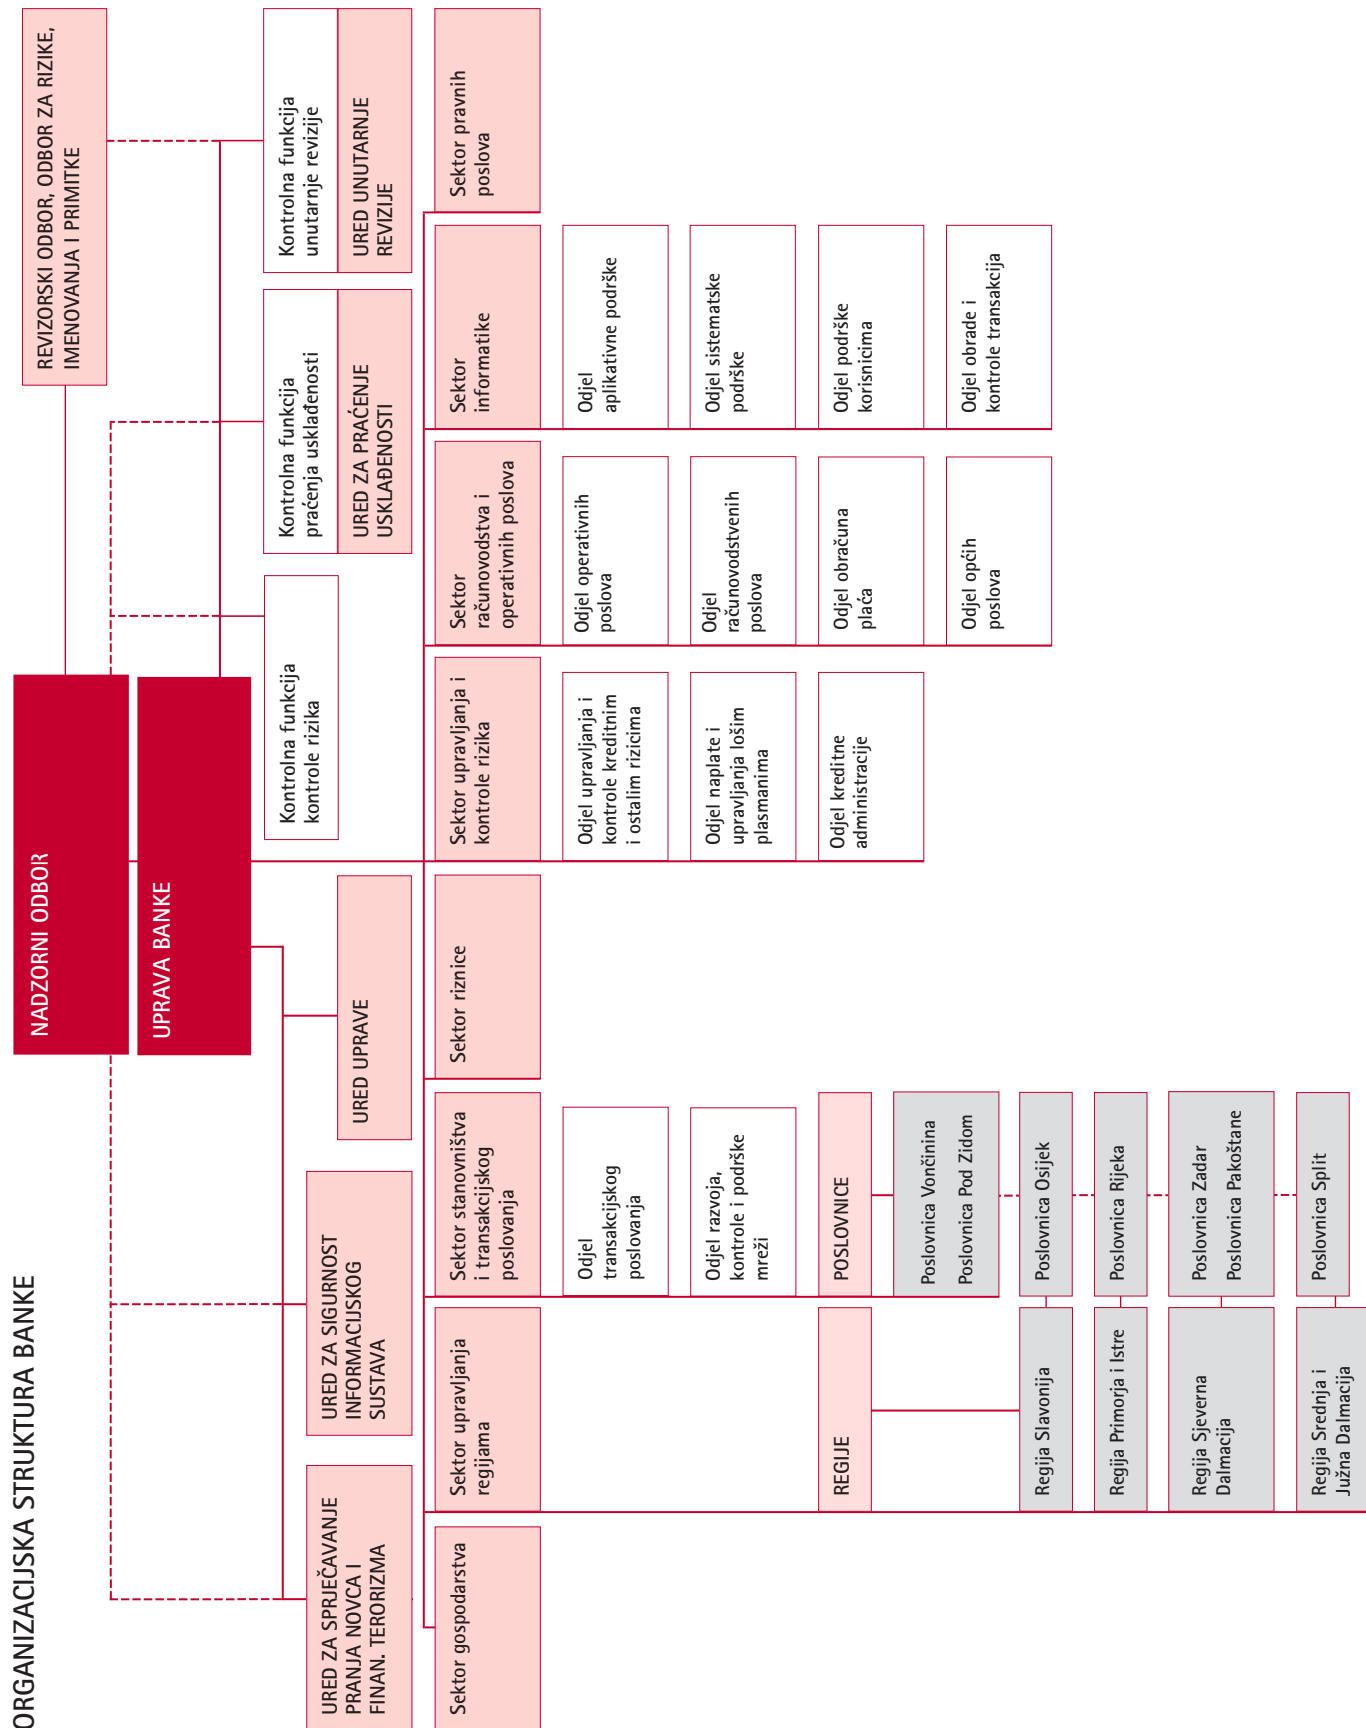 ORGANIZACIJSKA STRUKTURA BANKE
NADZORNI ODBOR
REVIZORSKI ODBOR, ODBOR ZA RIZIKE,
IMENOVANJA I PRIMITKE
UPRAVA BANKE
URED ZA SPRJEČAVANJE
PRANJA NOVCA I
FINAN. TERORIZMA
URED ZA SIGURNOST
INFORMACIJSKOG
SUSTAVA
URED UPRAVE
Kontrolna funkcija
kontrole rizika
Kontrolna funkcija
praćenja usklađenosti
URED ZA PRAĆENJE
USKLAĐENOSTI
Kontrolna funkcija
unutarnje revizije
URED UNUTARNJE
REVIZIJE
Sektor gospodarstva
Sektor upravljanja
regijama
Sektor stanovništva
i transakcijskog
poslovanja
Sektor riznice
Sektor upravljanja i
kontrole rizika
Sektor
računovodstva i
operativnih poslova
Sektor
informatike
Sektor pravnih
poslova
Odjel
transakcijskog
poslovanja
Odjel upravljanja i
kontrole kreditnim
i ostalim rizicima
Odjel operativnih
poslova
Odjel
aplikativne podrške
Odjel razvoja,
kontrole i podrške
mreži
Odjel naplate i
upravljanja lošim
plasmanima
Odjel
računovodstvenih
poslova
Odjel sistematske
podrške
REGIJE
POSLOVNICE
Odjel kreditne
administracije
Odjel obračuna
plaća
Odjel podrške
korisnicima
Poslovnica Vončinina
Poslovnica Pod Zidom
Odjel općih
poslova
Odjel obrade i
kontrole transakcija
Regija Slavonija
Poslovnica Osijek
Regija Primorja i Istre
Poslovnica Rijeka
Regija Sjeverna
Dalmacija
Poslovnica Zadar
Poslovnica Pakoštane
Regija Srednja i
Južna Dalmacija
Poslovnica Split